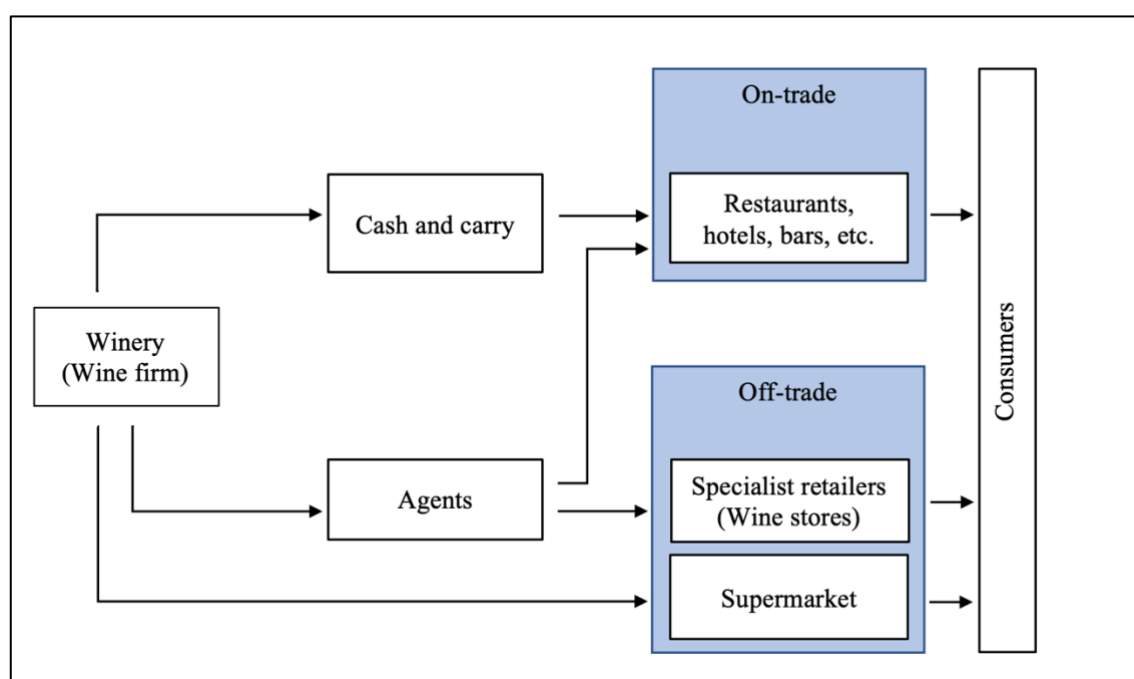 On-trade
Cash and carry
Restaurants,
hotels, bars, etc.
Winery
(Wine firm)
Off-trade
Agents
Specialist retailers
(Wine stores)
Supermarket
Consumers